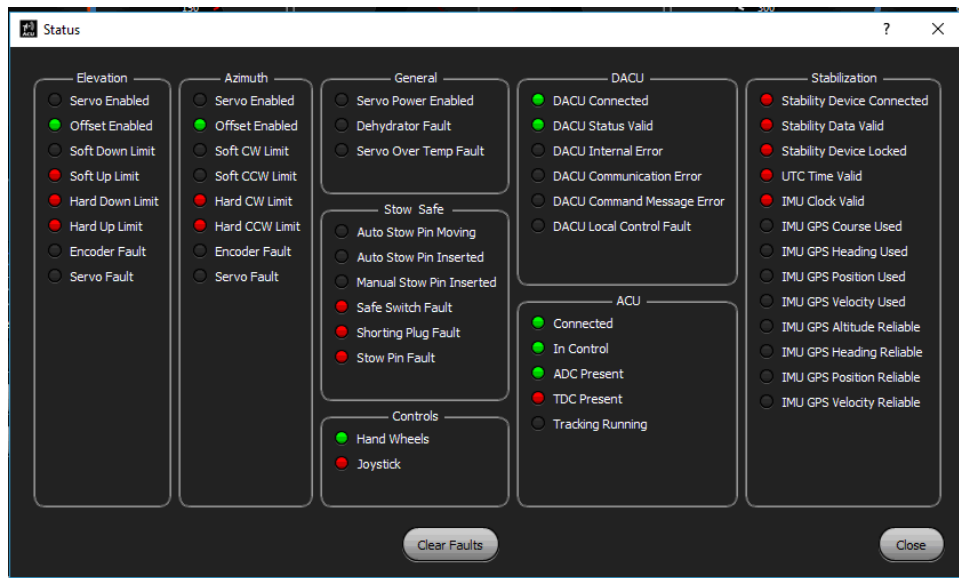 150
300
ACU
Status
?
Elevation
Servo Enabled
Offset Enabled
Soft Down Limit
Soft Up Limit
Hard Down Limit
Hard Up Limit
Encoder Fault
Servo Fault
Azimuth
Servo Enabled
Offset Enabled
Soft CW Limit
Soft CCW Limit
Hard CW Limit
Hard CCW Limit
Encoder Fault
Servo Fault
General
Servo Power Enabled
Dehydrator Fault
Servo Over Temp Fault
Stow Safe
Auto Stow Pin Moving
Auto Stow Pin Inserted
Manual Stow Pin Inserted
Safe Switch Fault
Shorting Plug Fault
Stow Pin Fault
Controls
Hand Wheels
Joystick
DACU
DACU Connected
DACU Status Valid
DACU Internal Error
DACU Communication Error
DACU Command Message Error
DACU Local Control Fault
ACU
Connected
In Control
ADC Present
TDC Present
Tracking Running
Stabilization
Stability Device Connected
Stability Data Valid
Stability Device Locked
UTC Time Valid
IMU Clock Valid
IMU GPS Course Used
IMU GPS Heading Used
IMU GPS Position Used
IMU GPS Velocity Used
IMU GPS Altitude Reliable
IMU GPS Heading Reliable
IMU GPS Position Reliable
IMU GPS Velocity Reliable
Clear Faults
Close